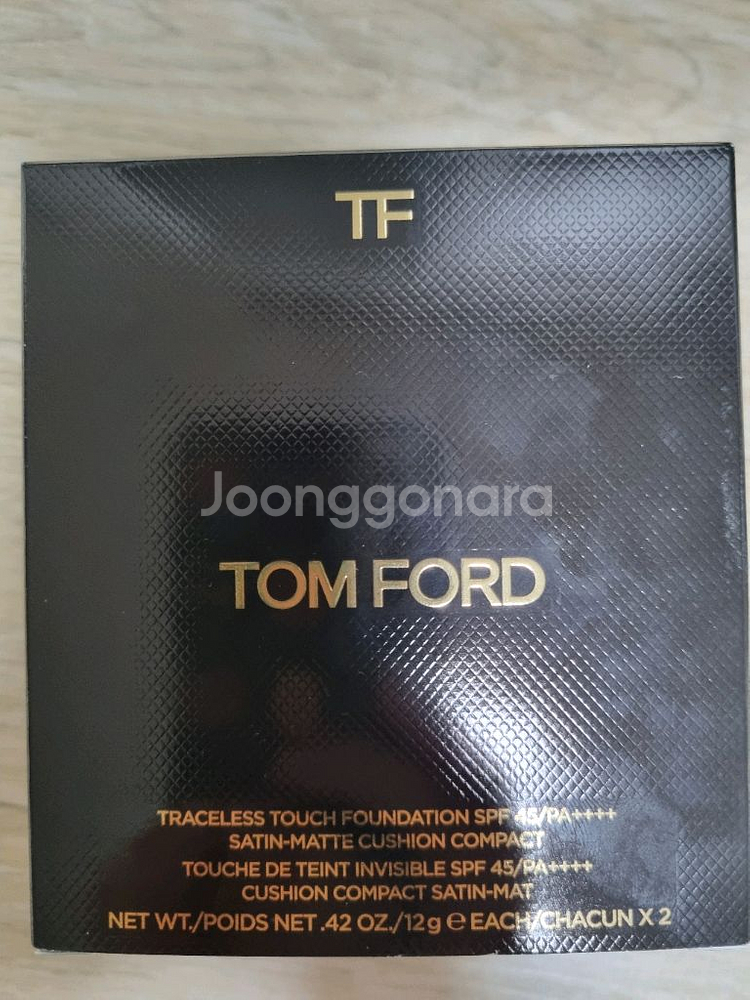 TF
Joonggonara
TOM FORD
TRACELESS TOUCH FOUNDATION SPF 45/PA++++
SATIN-MATTE CUSHION COMPACT
TOUCHE DE TEINT INVISIBLE SPF 45/PA++++
CUSHION COMPACT SATIN-MAT
NET WT./POIDS NET .42 OZ./12g ℮ EACH/CHACUN X 2